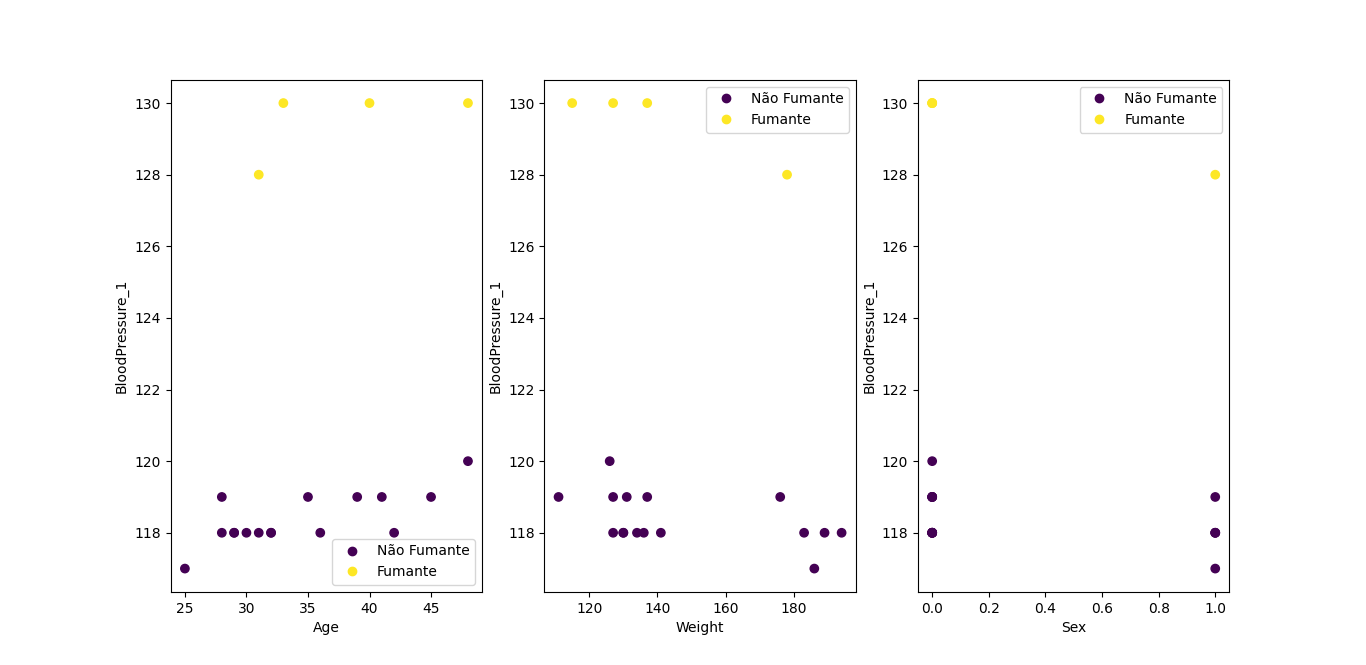 130
128
126
124
122
120
118
BloodPressure_1
25 30 35 40 45
Age
Não Fumante
Fumante
130
128
126
124
122
120
118
BloodPressure_1
120 140 160 180
Weight
Não Fumante
Fumante
130
128
126
124
122
120
118
BloodPressure_1
0.0 0.2 0.4 0.6 0.8 1.0
Sex
Não Fumante
Fumante